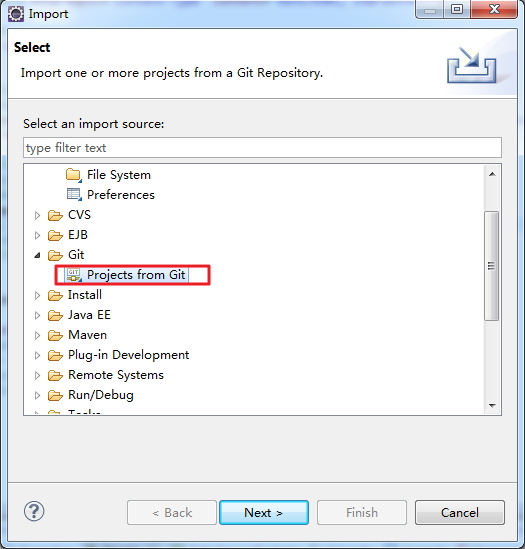 Import
Select
Import one or more projects from a Git Repository.
Select an import source:
type filter text
File System
Preferences
CVS
EJB
Git
Projects from Git
Install
Java EE
Maven
Plug-in Development
Remote Systems
Run/Debug
Tasks
< Back
Next >
Finish
Cancel